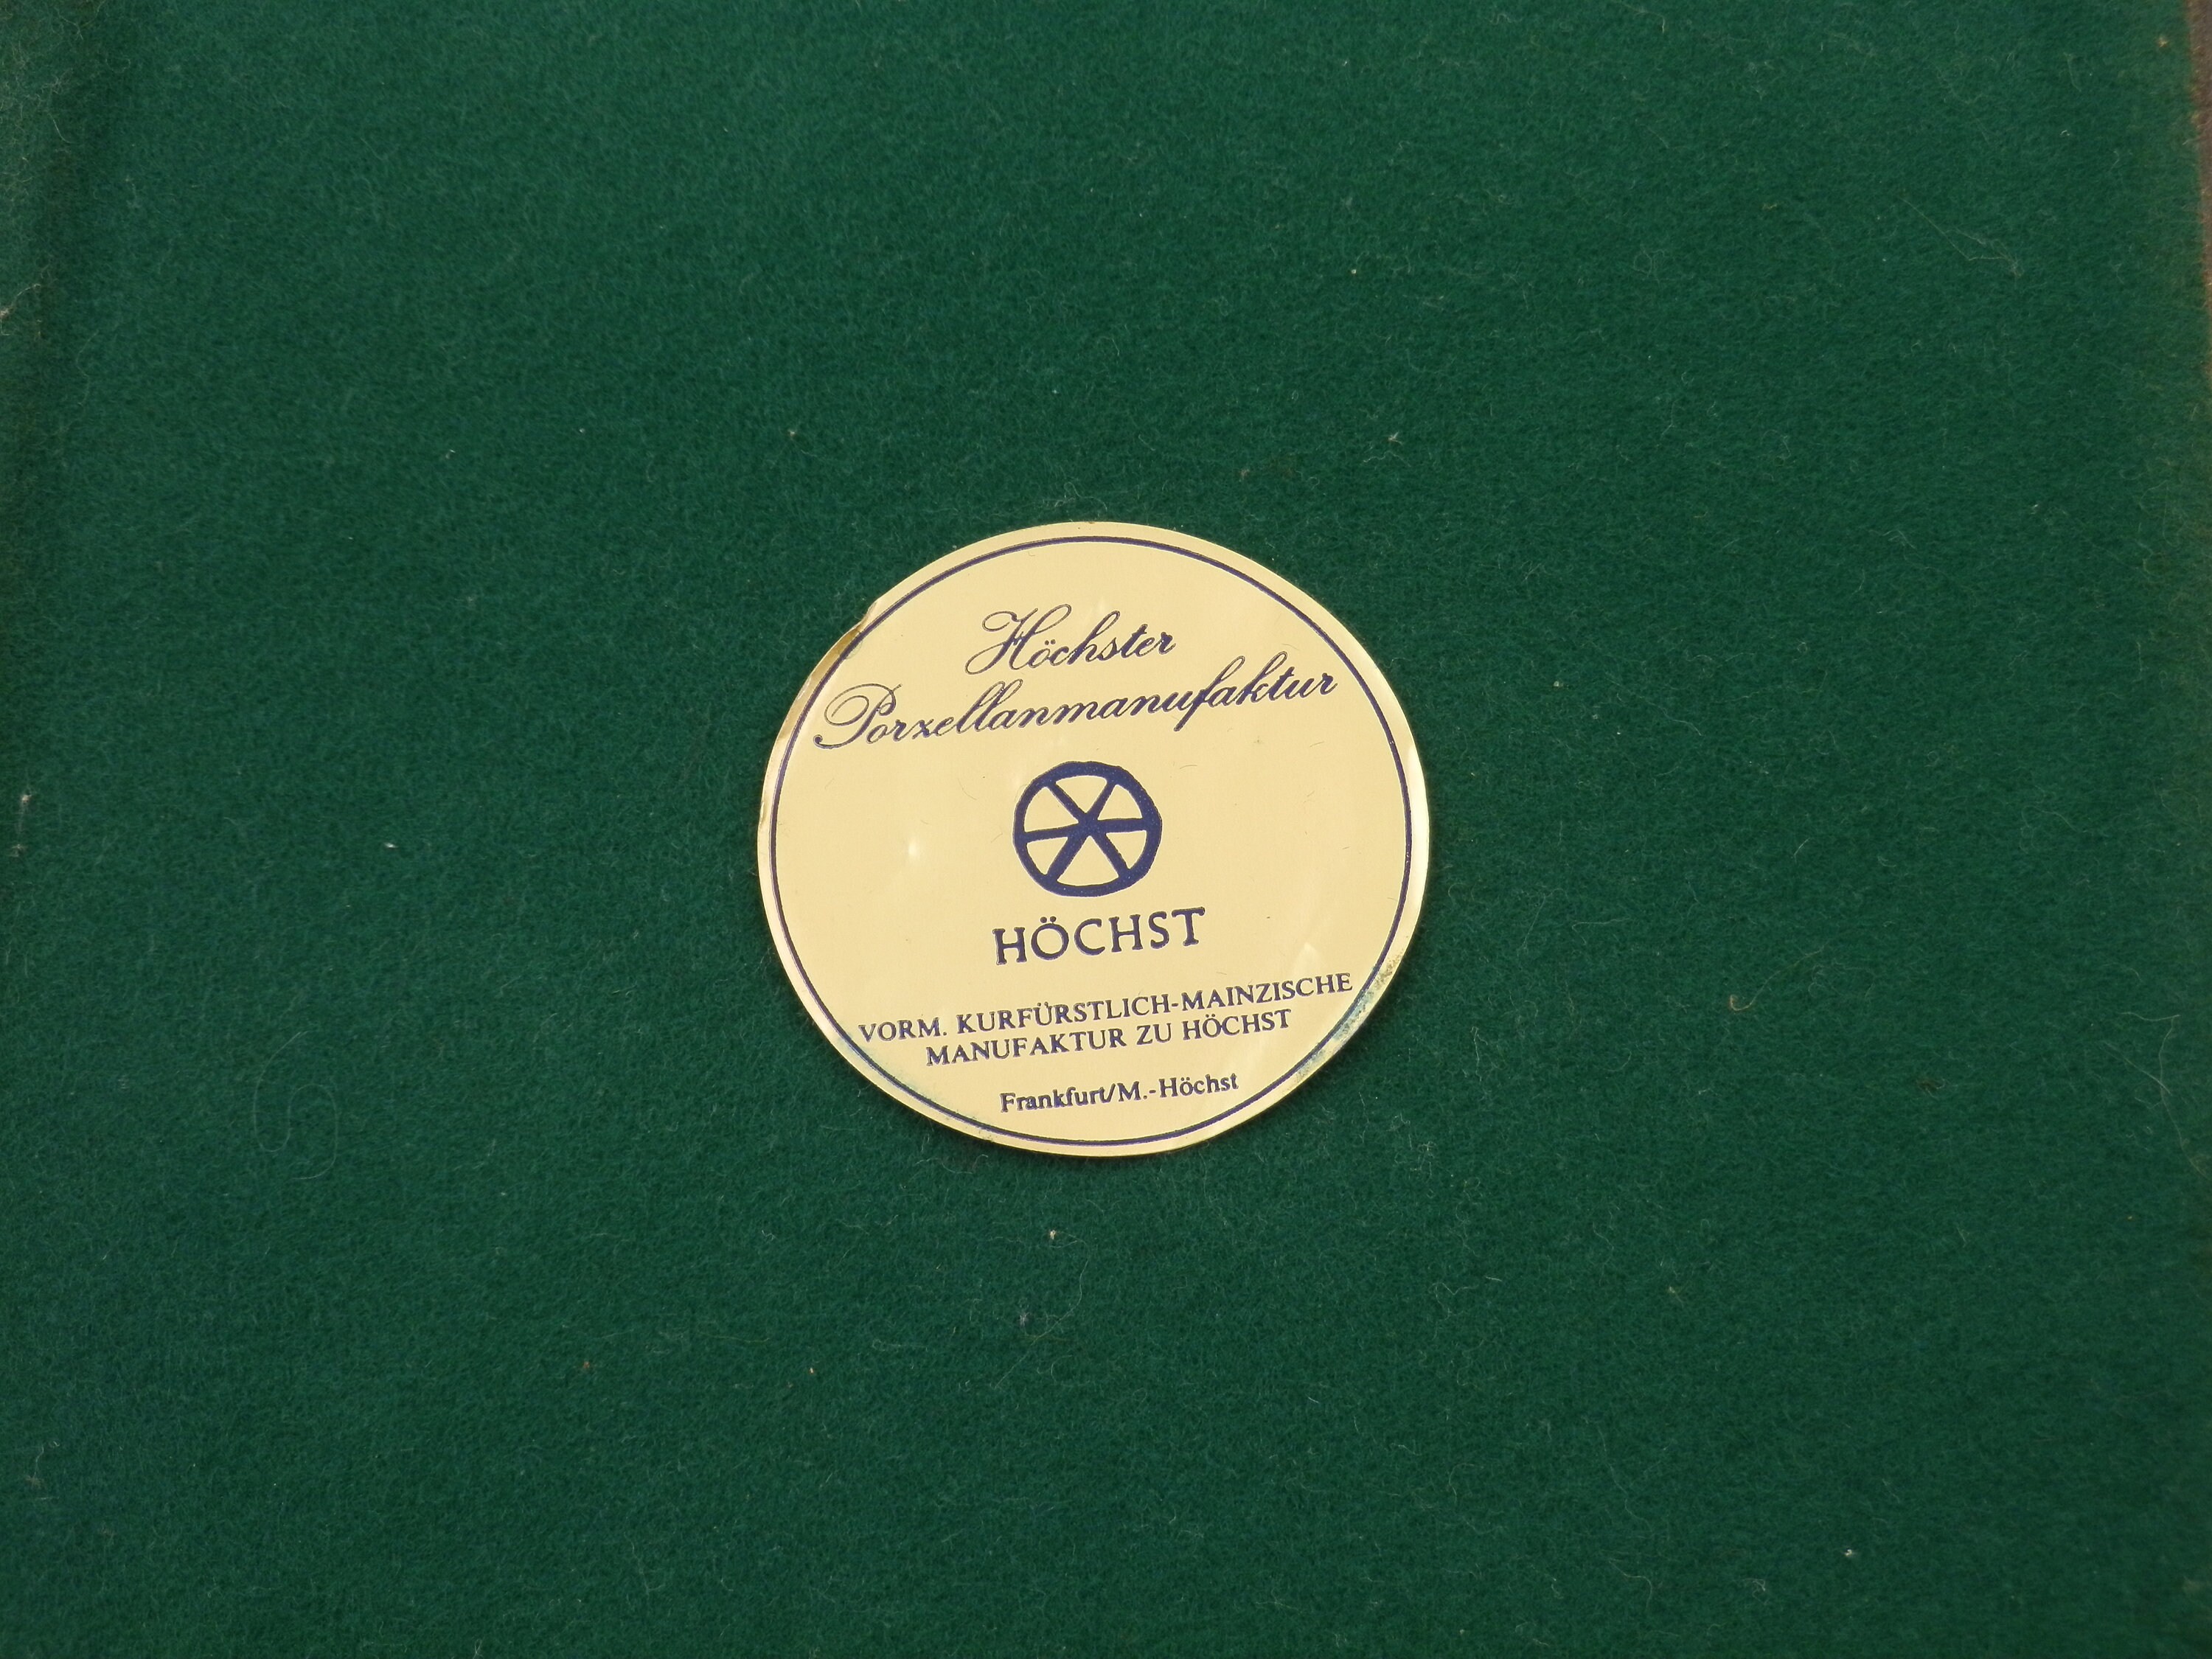 Höchster
Porzellanmanufaktur
HÖCHST
VORM. KURFÜRSTLICH-MAINZISCHE
MANUFAKTUR ZU HÖCHST
Frankfurt/M.-Höchst